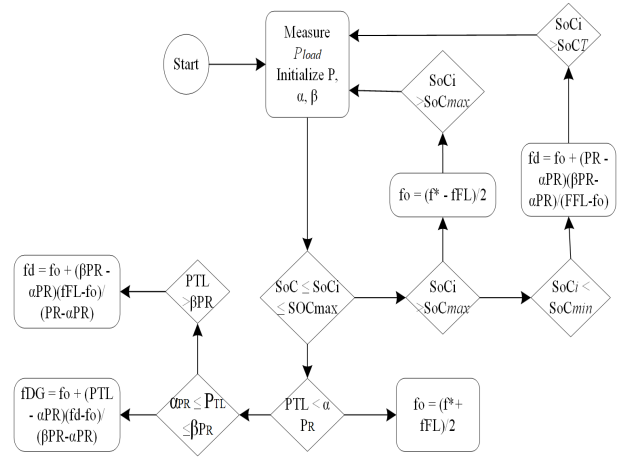 Start
Measure
Pload
Initialize P,
α, β
SoCi
>SoCT
SoCi
>SoCmax
fd = fo + (PR -
αPR)(βPR-
αPR)/(FFL-fo)
fo = (f* - fFL)/2
fd = fo + (βPR -
αPR)(fFL-fo)/
(PR-αPR)
PTL
>βPR
SoC ≤ SoCi
≤ SOCmax
SoCi
>SoCmax
SoCi <
SoCmin
fDG = fo + (PTL
- αPR)(fd-fo)/
(βPR-αPR)
αPR ≤ PTL
≤βPR
PTL < α
PR
fo = (f* +
fFL)/2